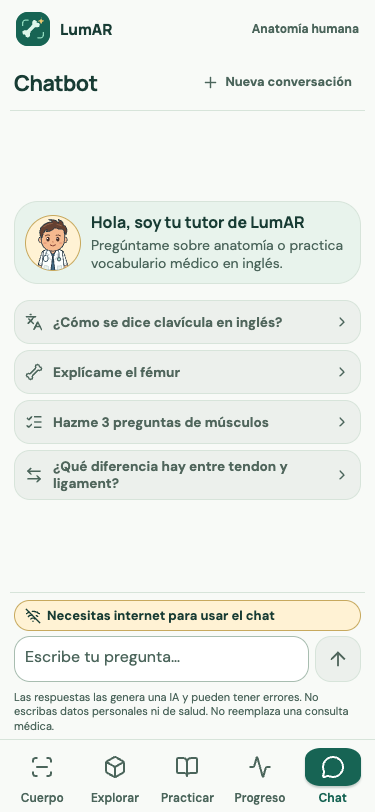 LumAR
Anatomía humana
Chatbot
Nueva conversación
Hola, soy tu tutor de LumAR
Pregúntame sobre anatomía o practica
vocabulario médico en inglés.
¿Cómo se dice clavícula en inglés?
Explícame el fémur
Hazme 3 preguntas de músculos
¿Qué diferencia hay entre tendon y
ligament?
Necesitas internet para usar el chat
Escribe tu pregunta...
Las respuestas las genera una IA y pueden tener errores. No
escribas datos personales ni de salud. No reemplaza una consulta
médica.
Cuerpo
Explorar
Practicar
Progreso
Chat